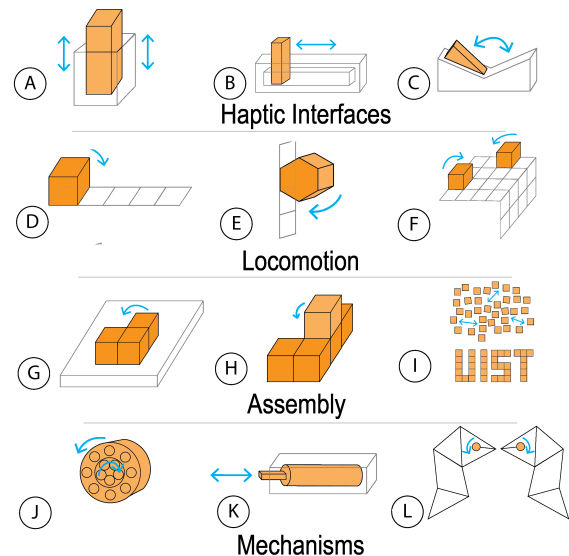 A
B
C
Haptic Interfaces
D
E
F
Locomotion
G
H
I
UIST
Assembly
J
K
L
Mechanisms